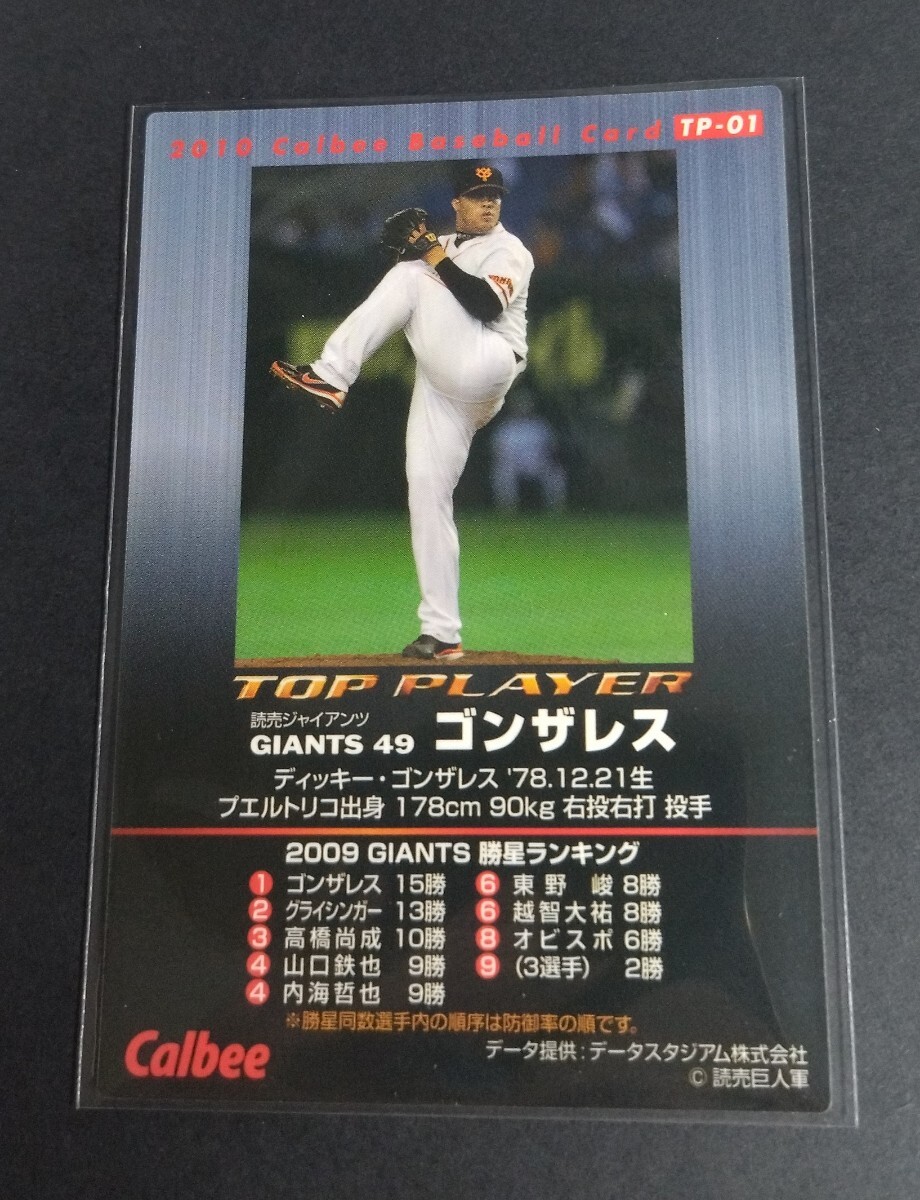 2010 Calbee Baseball Card TP-01
TOP PLAYER
読売ジャイアンツ
GIANTS 49 ゴンザレス
ディッキー・ゴンザレス '78.12.21生
プエルトリコ出身 178cm 90kg 右投右打 投手
2009 GIANTS 勝星ランキング
1 ゴンザレス 15勝
2 グライシンガー 13勝
3 高橋尚成 10勝
4 山口鉄也 9勝
4 内海哲也 9勝
6 東野 峻 8勝
6 越智大祐 8勝
8 オビスポ 6勝
9 (3選手) 2勝
※勝星同数選手内の順序は防御率の順です。
Calbee
データ提供:データスタジアム株式会社
© 読売巨人軍